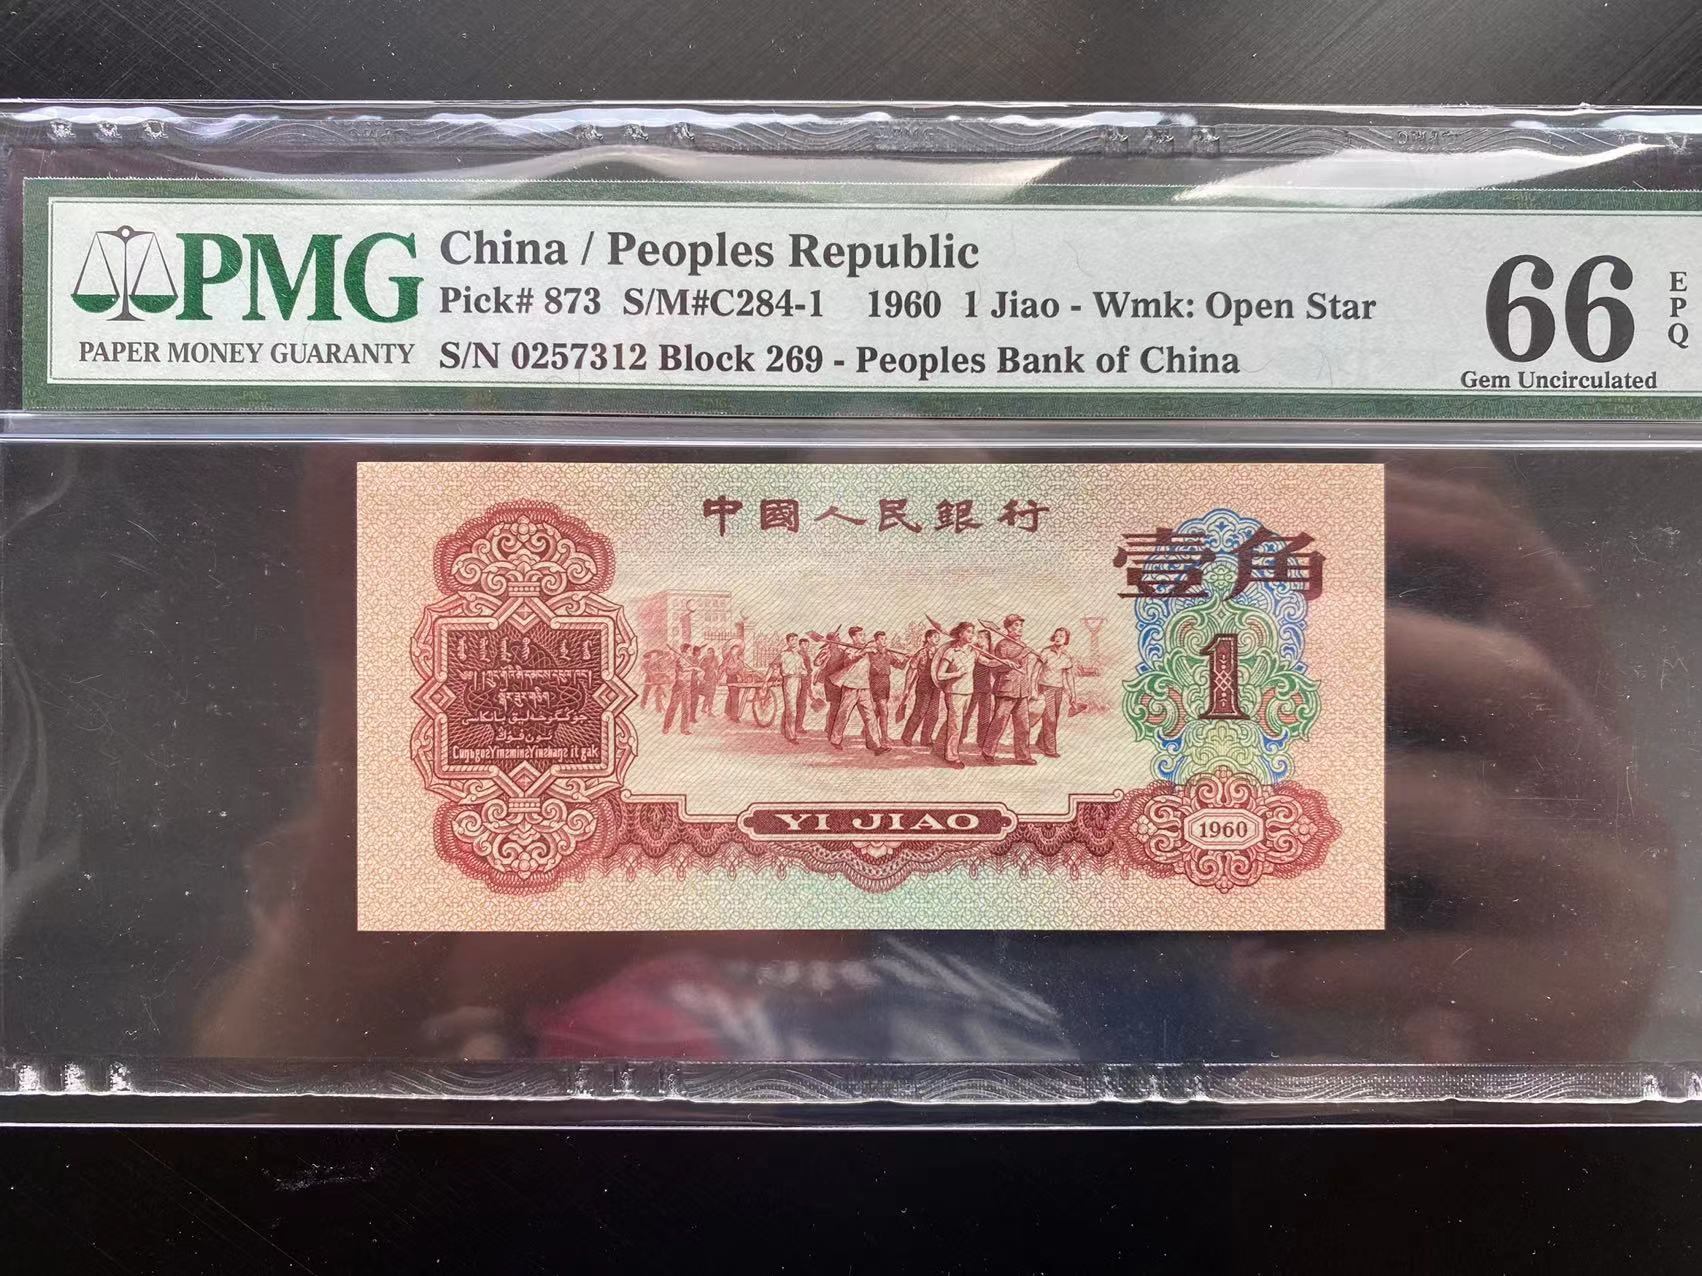 PMG
PAPER MONEY GUARANTY
China / Peoples Republic
Pick# 873 S/M#C284-1 1960 1 Jiao - Wmk: Open Star
S/N 0257312 Block 269 - Peoples Bank of China
66
EPQ
Gem Uncirculated
中國人民銀行
壹角
1
YI JIAO
1960